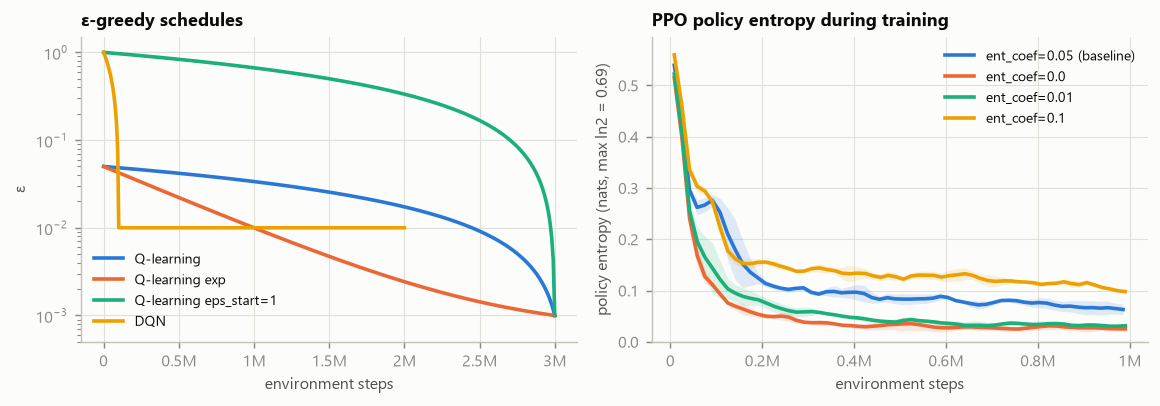 ε-greedy schedules
ε
10⁰
10⁻¹
10⁻²
10⁻³
Q-learning
Q-learning exp
Q-learning eps_start=1
DQN
0
0.5M
1M
1.5M
2M
2.5M
3M
environment steps
PPO policy entropy during training
policy entropy (nats, max ln2 = 0.69)
0.5
0.4
0.3
0.2
0.1
0.0
ent_coef=0.05 (baseline)
ent_coef=0.0
ent_coef=0.01
ent_coef=0.1
0
0.2M
0.4M
0.6M
0.8M
1M
environment steps